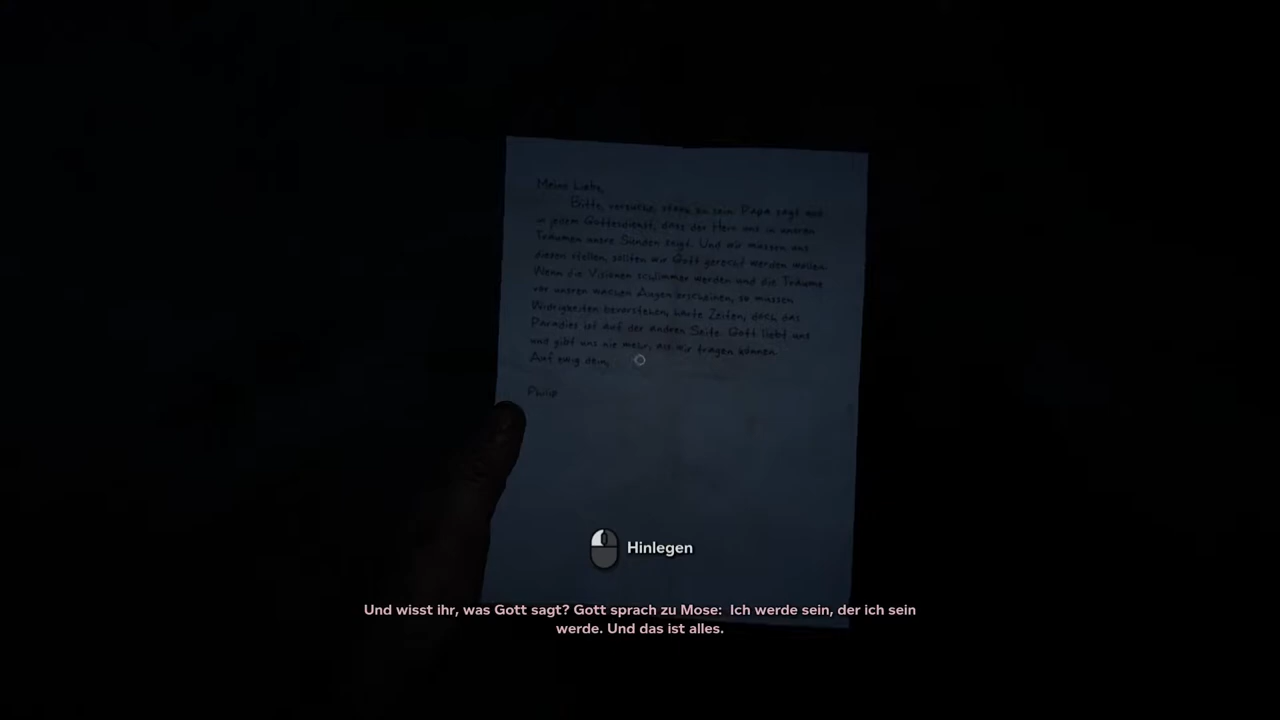 Meine Liebe,
Bitte, versuche, stark zu sein. Papa sagt uns
in jedem Gottesdienst, dass der Herr uns in unseren
Träumen unsre Sünden zeigt. Und wir müssen uns
diesen stellen, sollten wir Gott gerecht werden wollen.
Wenn die Visionen schlimmer werden und die Träume
vor unseren wachen Augen erscheinen, so müssen
Widrigkeiten bevorstehen, harte Zeiten, doch das
Paradies ist auf der andren Seite. Gott liebt uns
und gibt uns nie mehr, als wir tragen können.
Auf ewig dein,
Philip
Hinlegen
Und wisst ihr, was Gott sagt? Gott sprach zu Mose: Ich werde sein, der ich sein
werde. Und das ist alles.